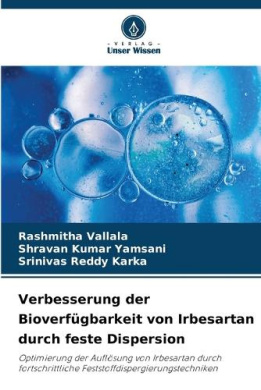 - VERLAG -
Unser Wissen
Rashmitha Vallala
Shravan Kumar Yamsani
Srinivas Reddy Karka
Verbesserung der
Bioverfügbarkeit von Irbesartan
durch feste Dispersion
Optimierung der Auflösung von Irbesartan durch
fortschrittliche Feststoffdispergierungstechniken